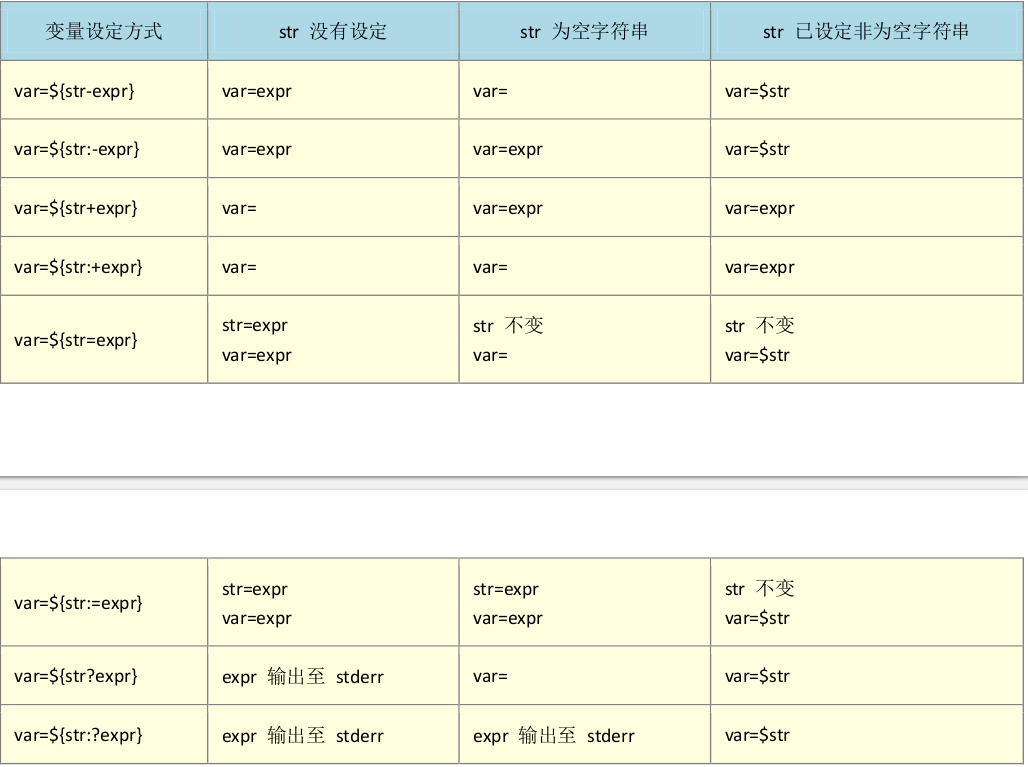 变量设定方式 str 没有设定 str 为空字符串 str 已设定非为空字符串
var=${str-expr} var=expr var= var=$str
var=${str:-expr} var=expr var=expr var=$str
var=${str+expr} var= var=expr var=expr
var=${str:+expr} var= var= var=expr
var=${str=expr} str=expr str 不变 str 不变
var=expr var= var=$str
var=${str:=expr} str=expr str=expr str 不变
var=expr var=expr var=$str
var=${str?expr} expr 输出至 stderr var= var=$str
var=${str:?expr} expr 输出至 stderr expr 输出至 stderr var=$str